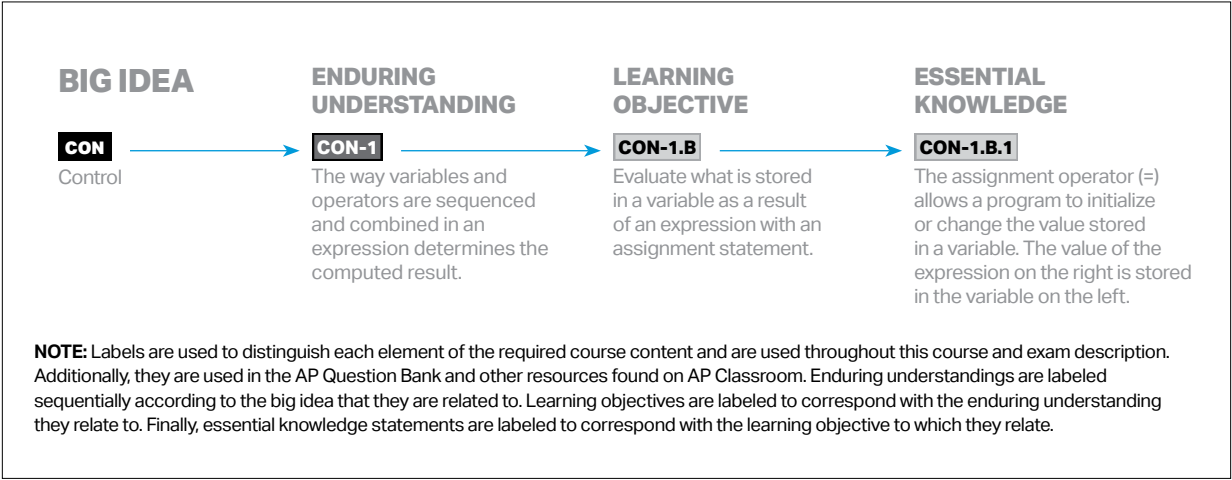 BIG IDEA
CON
Control
ENDURING
UNDERSTANDING
CON-1
The way variables and
operators are sequenced
and combined in an
expression determines the
computed result.
LEARNING
OBJECTIVE
CON-1.B
Evaluate what is stored
in a variable as a result
of an expression with an
assignment statement.
ESSENTIAL
KNOWLEDGE
CON-1.B.1
The assignment operator (=)
allows a program to initialize
or change the value stored
in a variable. The value of the
expression on the right is stored
in the variable on the left.
NOTE: Labels are used to distinguish each element of the required course content and are used throughout this course and exam description.
Additionally, they are used in the AP Question Bank and other resources found on AP Classroom. Enduring understandings are labeled
sequentially according to the big idea that they are related to. Learning objectives are labeled to correspond with the enduring understanding
they relate to. Finally, essential knowledge statements are labeled to correspond with the learning objective to which they relate.